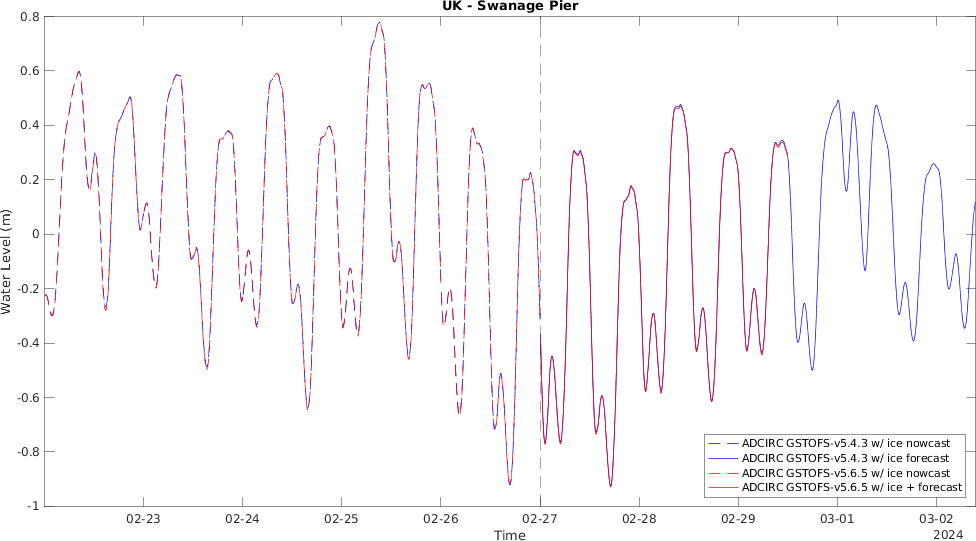 UK - Swanage Pier
Water Level (m)
0.8
0.6
0.4
0.2
0
-0.2
-0.4
-0.6
-0.8
-1
ADCIRC GSTOFS-v5.4.3 w/ ice nowcast
ADCIRC GSTOFS-v5.4.3 w/ ice forecast
ADCIRC GSTOFS-v5.6.5 w/ ice nowcast
ADCIRC GSTOFS-v5.6.5 w/ ice + forecast
02-23 02-24 02-25 02-26 02-27 02-28 02-29 03-01 03-02
Time
2024